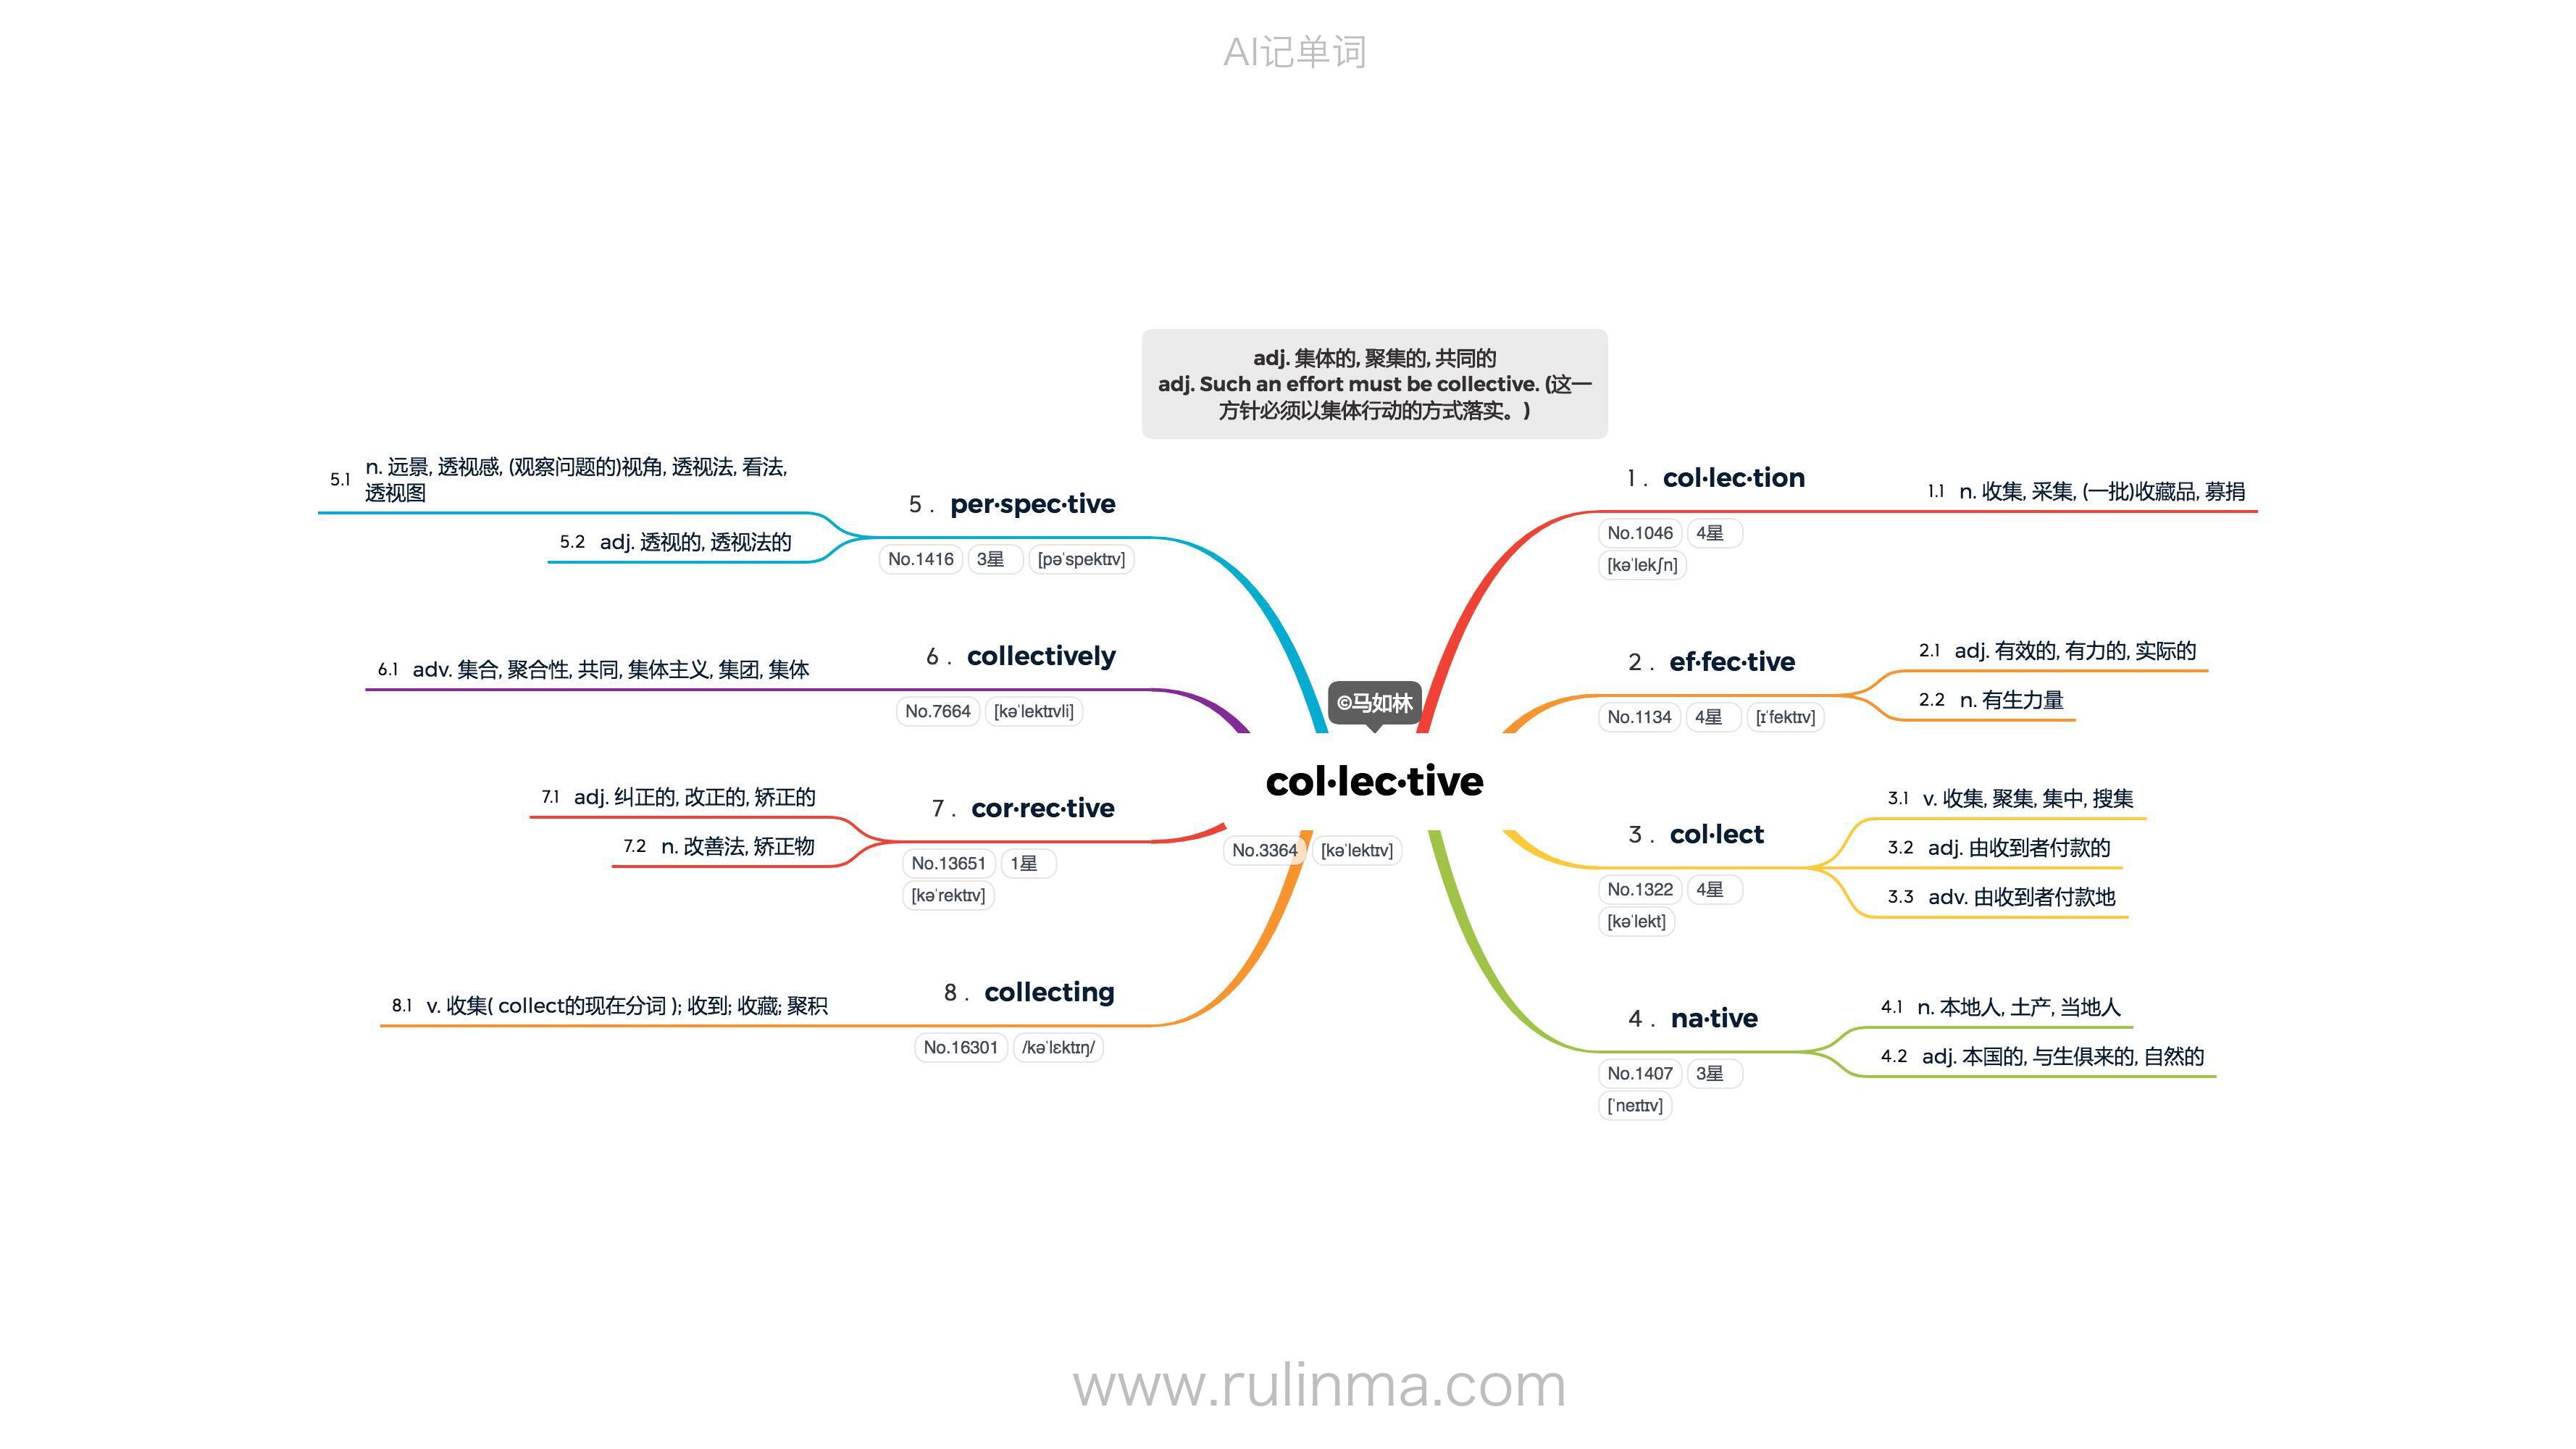 AI记单词
adj. 集体的, 聚集的, 共同的
adj. Such an effort must be collective. (这一
方针必须以集体行动的方式落实。)
©马如林
col·lec·tive
No.3364 [kəˈlektɪv]
1 . col·lec·tion
No.1046 4星
[kəˈlekʃn]
1.1 n. 收集, 采集, (一批)收藏品, 募捐
2 . ef·fec·tive
No.1134 4星 [ɪˈfektɪv]
2.1 adj. 有效的, 有力的, 实际的
2.2 n. 有生力量
3 . col·lect
No.1322 4星
[kəˈlekt]
3.1 v. 收集, 聚集, 集中, 搜集
3.2 adj. 由收到者付款的
3.3 adv. 由收到者付款地
4 . na·tive
No.1407 3星
[ˈneɪtɪv]
4.1 n. 本地人, 土产, 当地人
4.2 adj. 本国的, 与生俱来的, 自然的
5 . per·spec·tive
No.1416 3星 [pəˈspektɪv]
5.1 n. 远景, 透视感, (观察问题的)视角, 透视法, 看法,
透视图
5.2 adj. 透视的, 透视法的
6 . collectively
No.7664 [kəˈlektɪvli]
6.1 adv. 集合, 聚合性, 共同, 集体主义, 集团, 集体
7 . cor·rec·tive
No.13651 1星
[kəˈrektɪv]
7.1 adj. 纠正的, 改正的, 矫正的
7.2 n. 改善法, 矫正物
8 . collecting
No.16301 /kəˈlɛktɪŋ/
8.1 v. 收集( collect的现在分词 ); 收到; 收藏; 聚积
www.rulinma.com